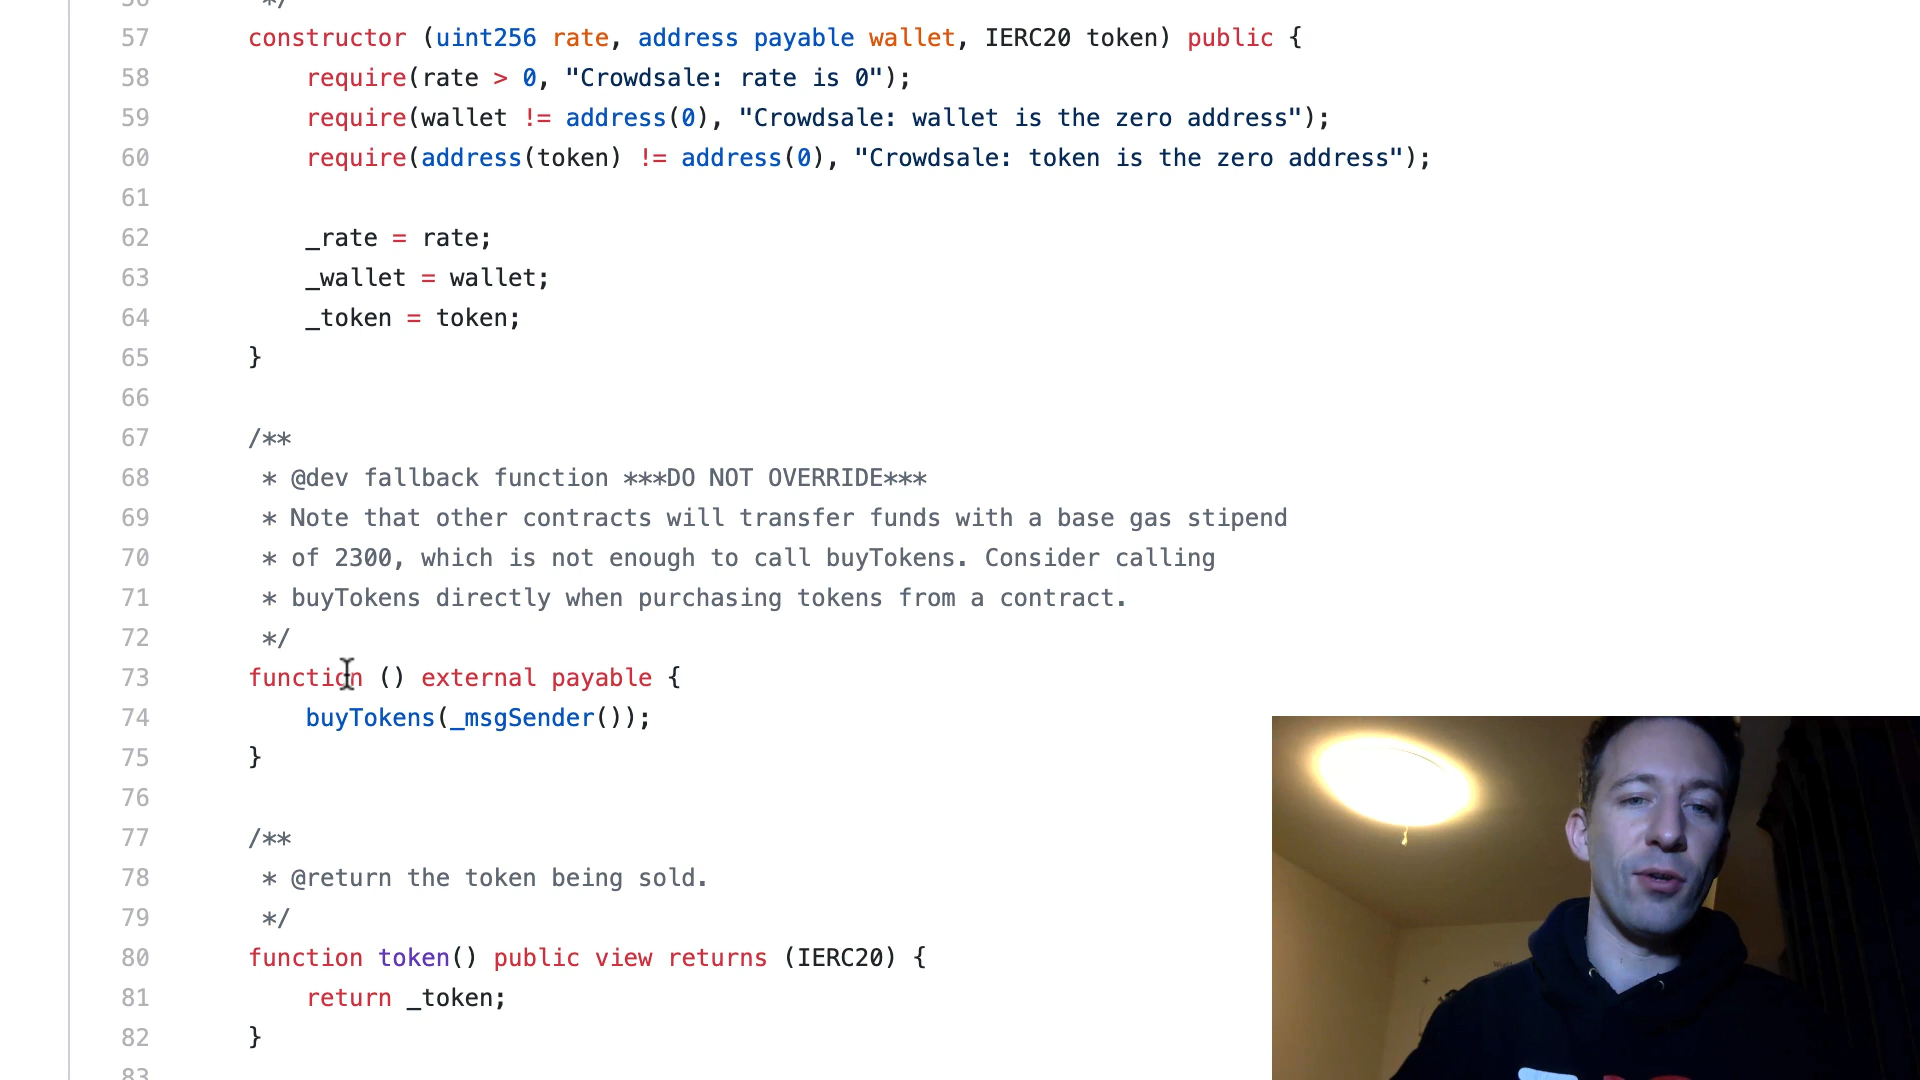 57 constructor (uint256 rate, address payable wallet, IERC20 token) public {
58 require(rate > 0, "Crowdsale: rate is 0");
59 require(wallet != address(0), "Crowdsale: wallet is the zero address");
60 require(address(token) != address(0), "Crowdsale: token is the zero address");
61
62 _rate = rate;
63 _wallet = wallet;
64 _token = token;
65 }
66
67 /**
68 * @dev fallback function ***DO NOT OVERRIDE***
69 * Note that other contracts will transfer funds with a base gas stipend
70 * of 2300, which is not enough to call buyTokens. Consider calling
71 * buyTokens directly when purchasing tokens from a contract.
72 */
73 function () external payable {
74 buyTokens(_msgSender());
75 }
76
77 /**
78 * @return the token being sold.
79 */
80 function token() public view returns (IERC20) {
81 return _token;
82 }
83